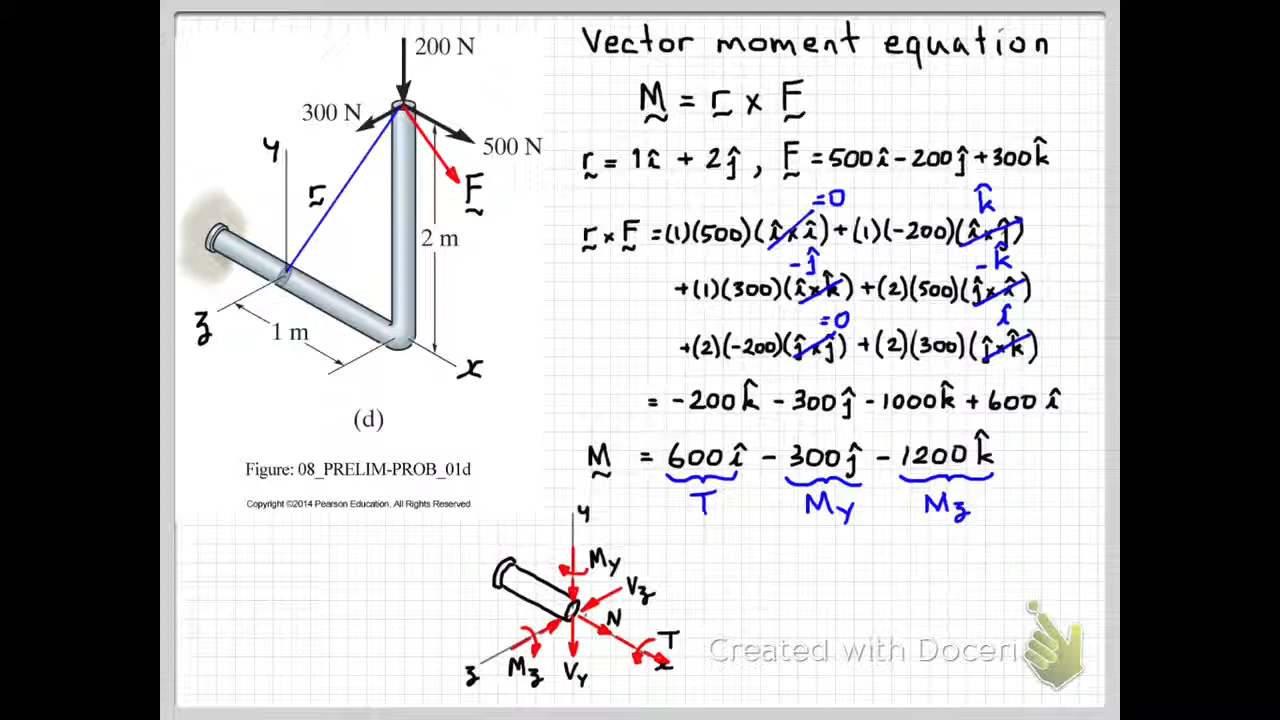 Vector moment equation
M = r x F
r = 1î + 2ĵ , F = 500î - 200ĵ + 300k̂
=0 k̂
r x F = (1)(500)(î x î) + (1)(-200)(î x ĵ)
-ĵ -k̂
+(1)(300)(î x k̂) + (2)(500)(ĵ x î)
=0 î
+(2)(-200)(ĵ x ĵ) + (2)(300)(ĵ x k̂)
= -200k̂ - 300ĵ - 1000k̂ + 600î
M = 600î - 300ĵ - 1200k̂
T My Mz
200 N
300 N
500 N
y
r
F
2 m
z
1 m
x
(d)
Figure: 08_PRELIM-PROB_01d
Copyright ©2014 Pearson Education, All Rights Reserved
y
My
Vz
N
T
x
z
Mz
Vy
Created with Doceri